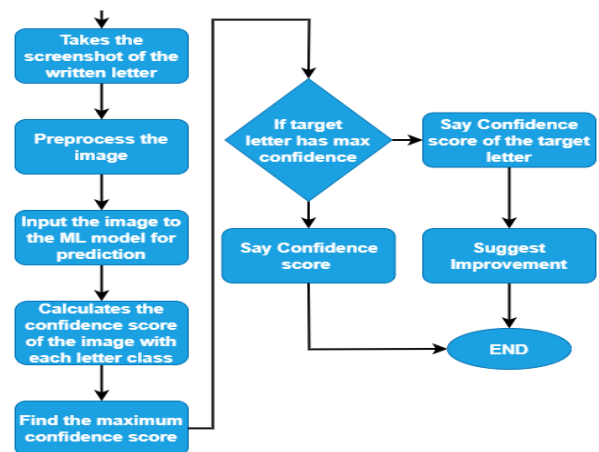 Takes the
screenshot of the
written letter
Preprocess the
image
Input the image to
the ML model for
prediction
Calculates the
confidence score
of the image with
each letter class
Find the maximum
confidence score
If target
letter has max
confidence
Say Confidence
score of the target
letter
Say Confidence
score
Suggest
Improvement
END